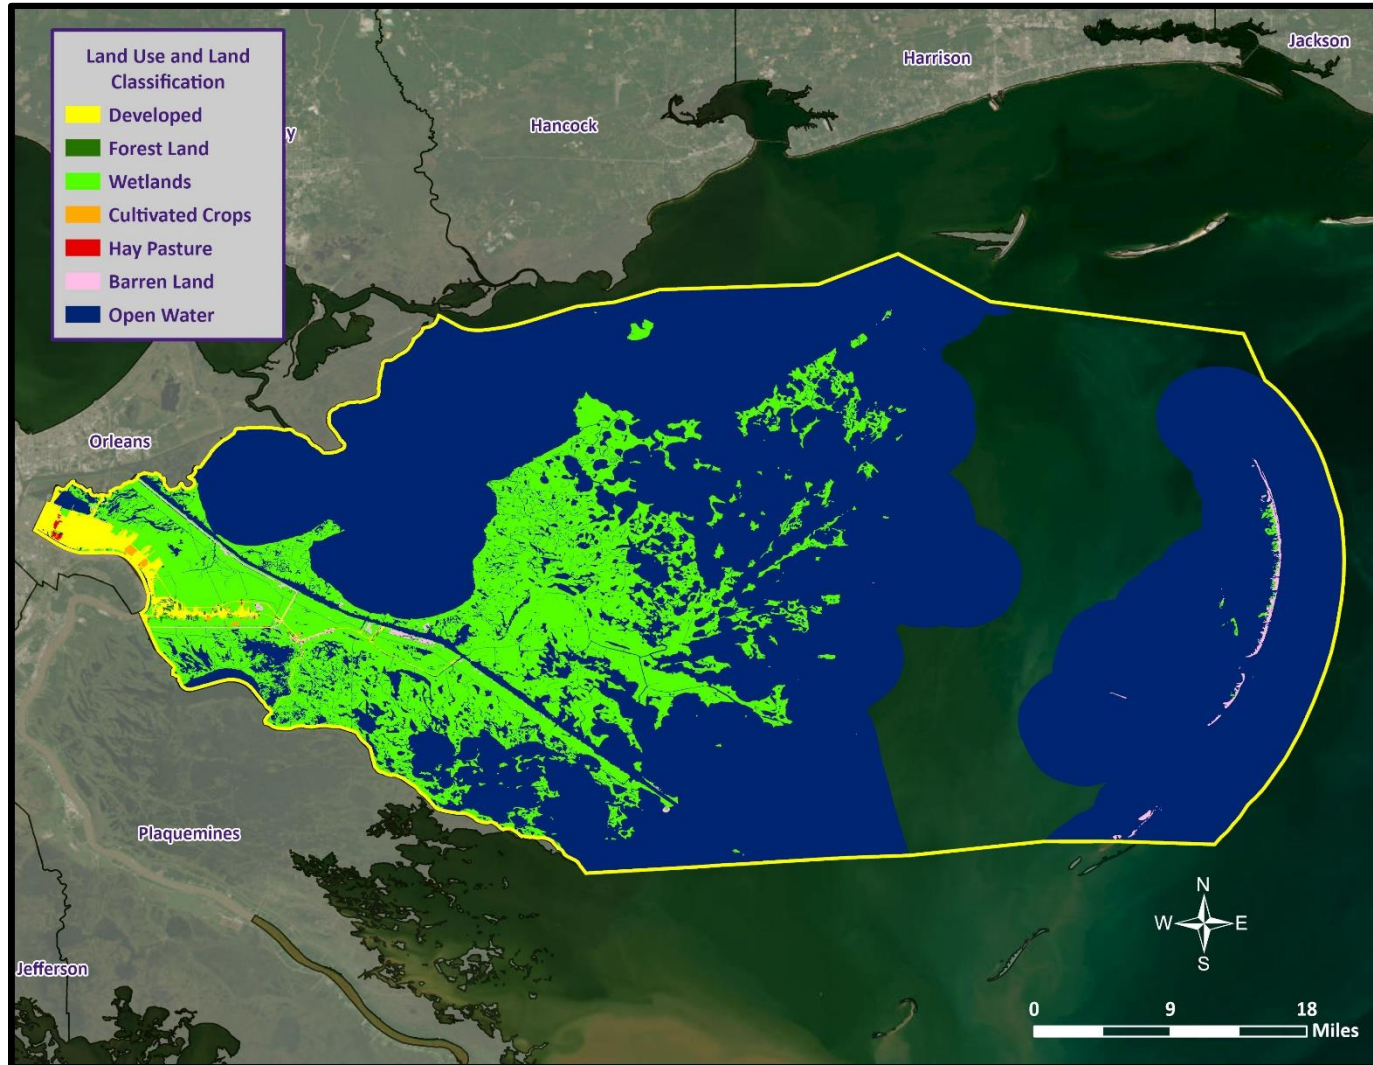 Land Use and Land
Classification
Developed
Forest Land
Wetlands
Cultivated Crops
Hay Pasture
Barren Land
Open Water
y
Hancock
Harrison
Jackson
Orleans
Plaquemines
Jefferson
N
W
E
S
0
9
18
Miles